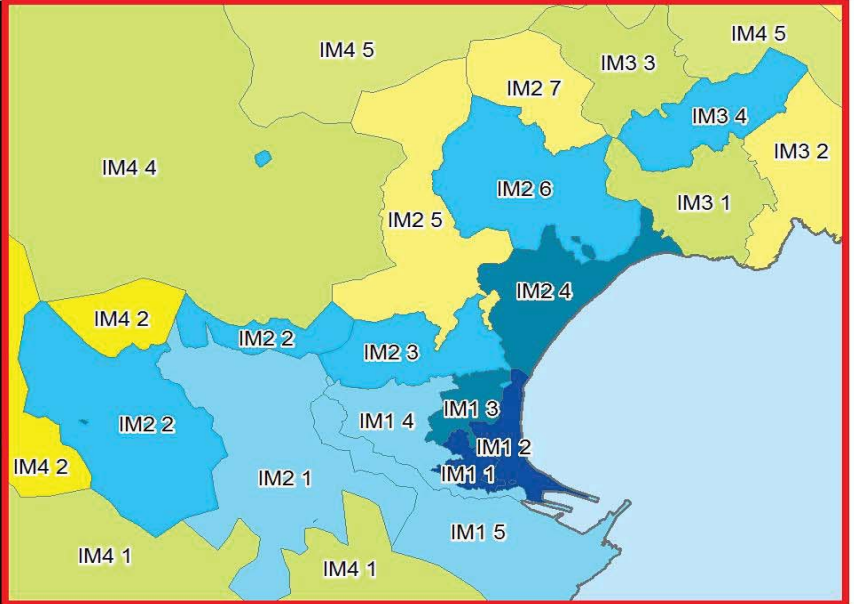 IM4 5
IM4 5
IM3 3
IM2 7
IM3 4
IM3 2
IM4 4
IM2 6
IM3 1
IM2 5
IM2 4
IM4 2
IM2 2
IM2 3
IM1 3
IM1 4
IM2 2
IM1 2
IM4 2
IM1 1
IM2 1
IM1 5
IM4 1
IM4 1